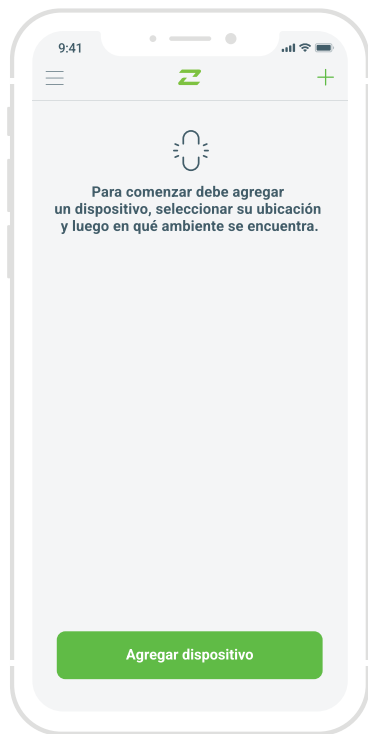 9:41
Para comenzar debe agregar
un dispositivo, seleccionar su ubicación
y luego en qué ambiente se encuentra.
Agregar dispositivo